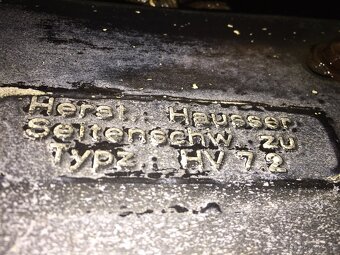 Herst. Heusser
Seitenschw zu
Typz. HV 72